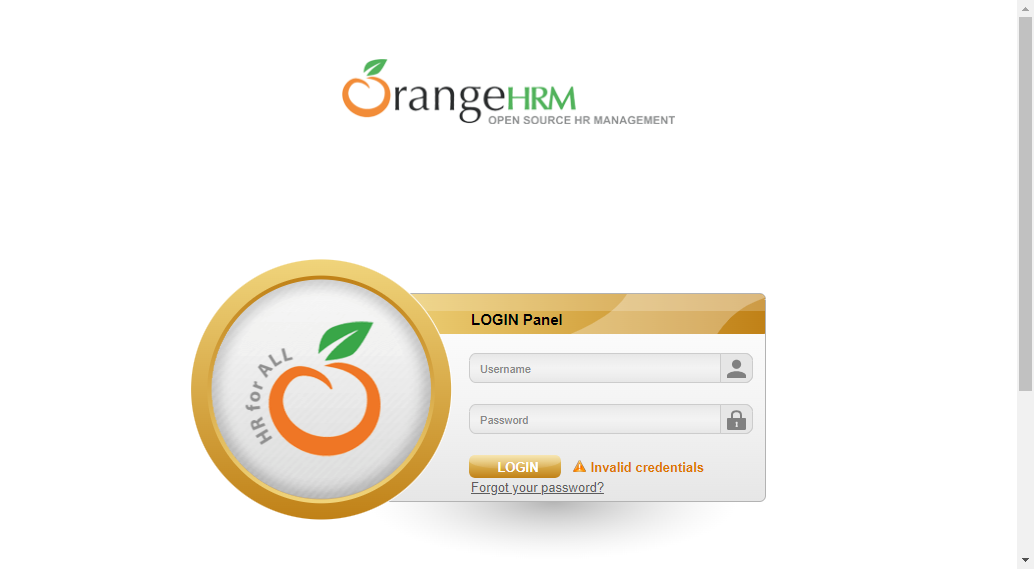 OrangeHRM
OPEN SOURCE HR MANAGEMENT
HR for ALL
LOGIN Panel
Username
Password
LOGIN
Invalid credentials
Forgot your password?